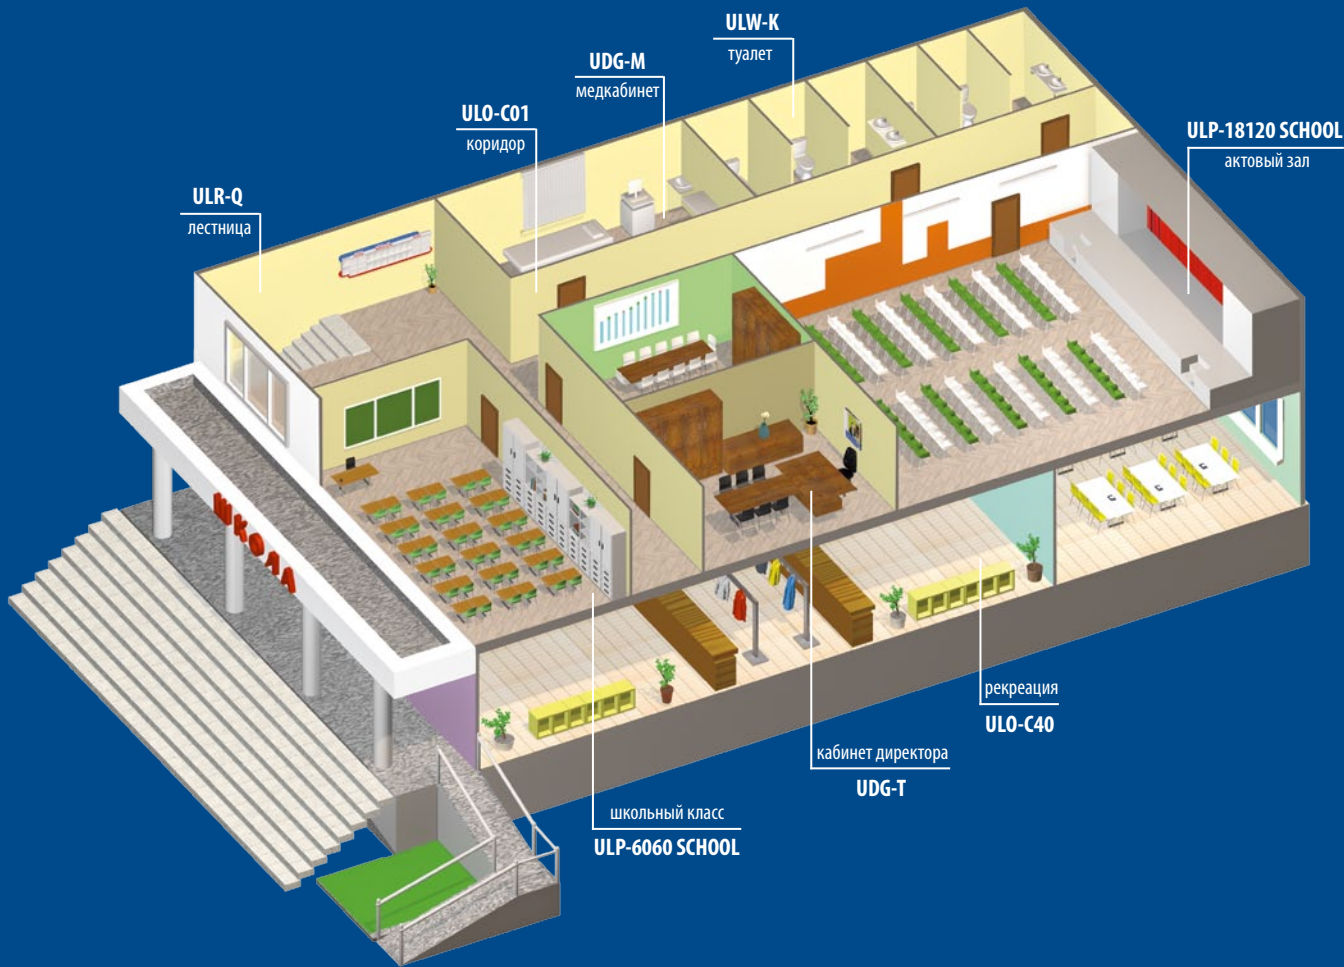 ULW-K
туалет
UDG-M
медкабинет
ULO-C01
коридор
ULP-18120 SCHOOL
актовый зал
ULR-Q
лестница
ШКОЛА
рекреация
ULO-C40
кабинет директора
UDG-T
школьный класс
ULP-6060 SCHOOL